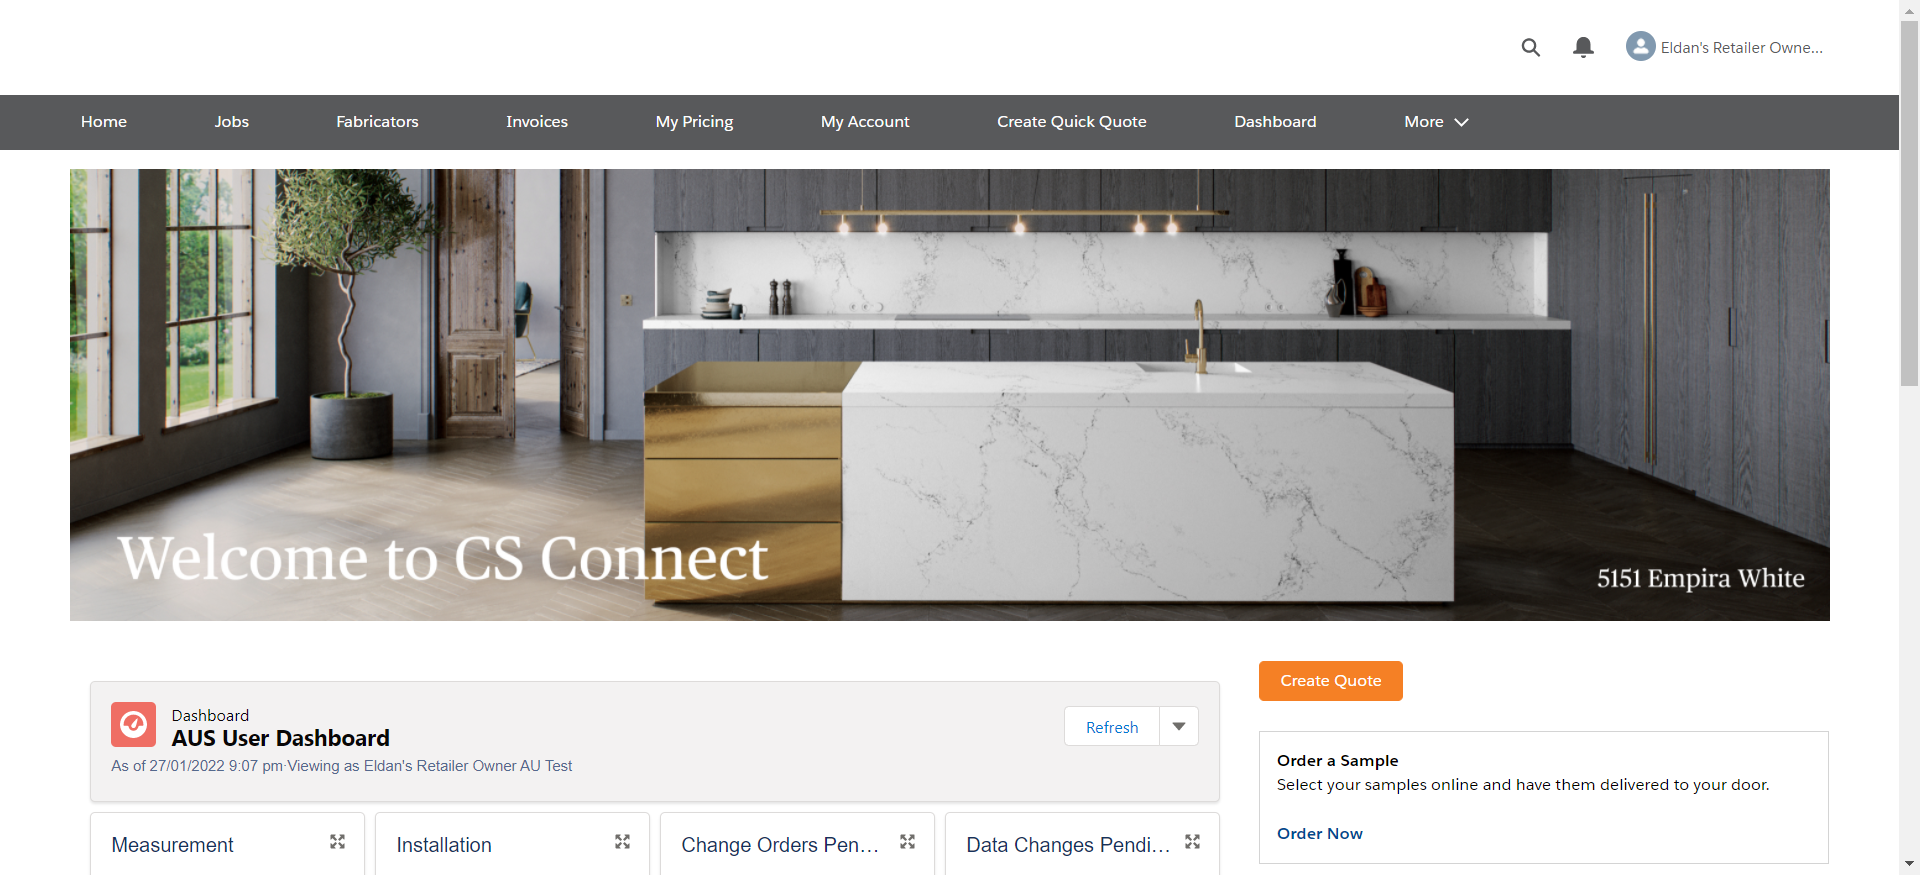 Eldan's Retailer Owne...
Home Jobs Fabricators Invoices My Pricing My Account Create Quick Quote Dashboard More
Welcome to CS Connect
5151 Empira White
Create Quote
Dashboard
AUS User Dashboard
Refresh
As of 27/01/2022 9:07 pm·Viewing as Eldan's Retailer Owner AU Test
Order a Sample
Select your samples online and have them delivered to your door.
Order Now
Measurement
Installation
Change Orders Pen...
Data Changes Pendi...